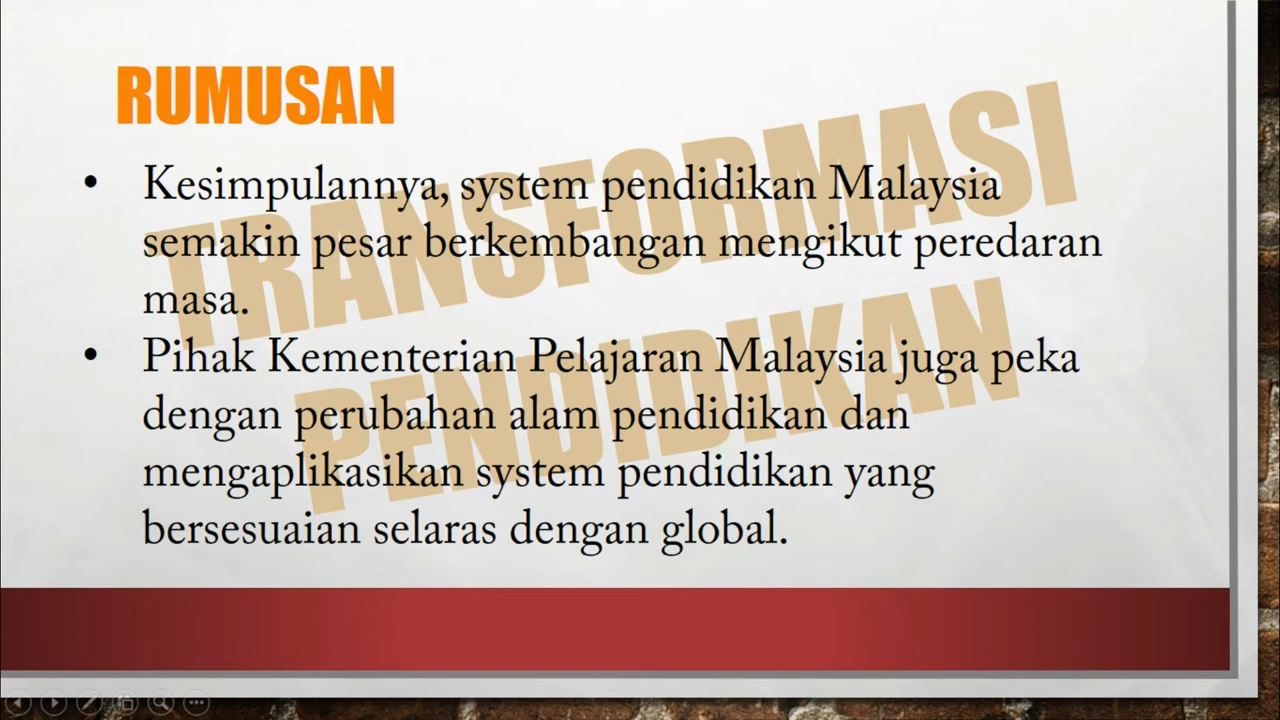 RUMUSAN
• Kesimpulannya, system pendidikan Malaysia
semakin pesar berkembangan mengikut peredaran
masa.
• Pihak Kementerian Pelajaran Malaysia juga peka
dengan perubahan alam pendidikan dan
mengaplikasikan system pendidikan yang
bersesuaian selaras dengan global.
TRANSFORMASI
PENDIDIKAN